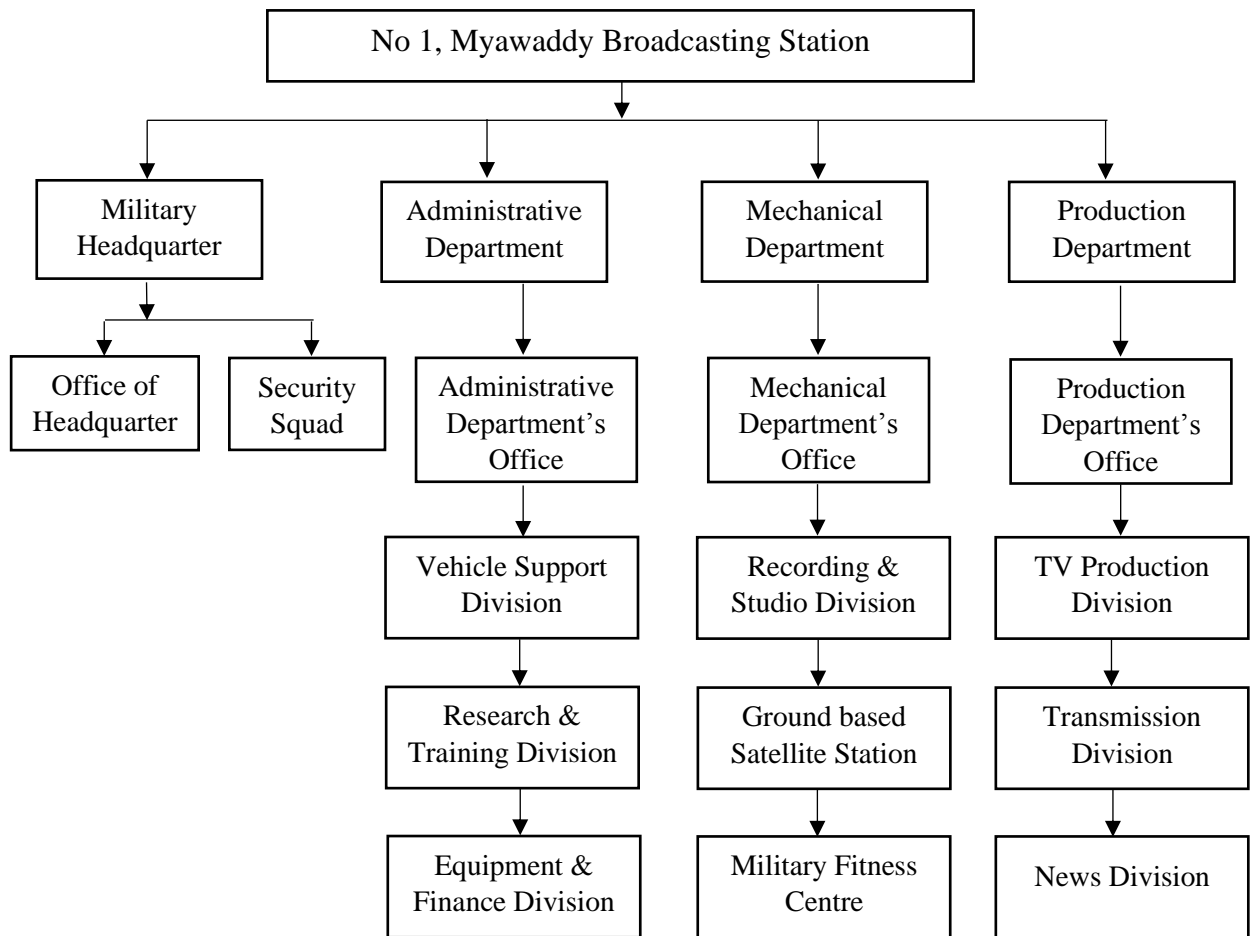 No 1, Myawaddy Broadcasting Station
Military
Headquarter
Administrative
Department
Mechanical
Department
Production
Department
Office of
Headquarter
Security
Squad
Administrative
Department’s
Office
Mechanical
Department’s
Office
Production
Department’s
Office
Vehicle Support
Division
Recording &
Studio Division
TV Production
Division
Research &
Training Division
Ground based
Satellite Station
Transmission
Division
Equipment &
Finance Division
Military Fitness
Centre
News Division